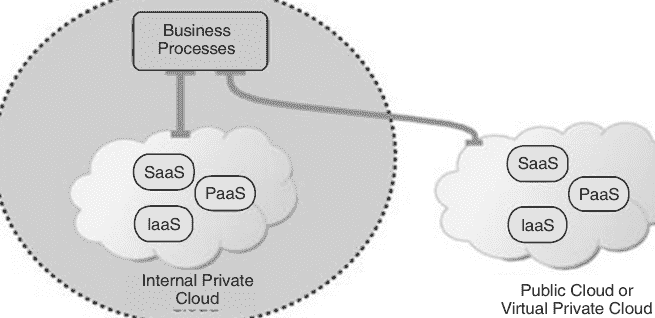 Business
Processes
SaaS
PaaS
IaaS
Internal Private
Cloud
SaaS
PaaS
IaaS
Public Cloud or
Virtual Private Cloud